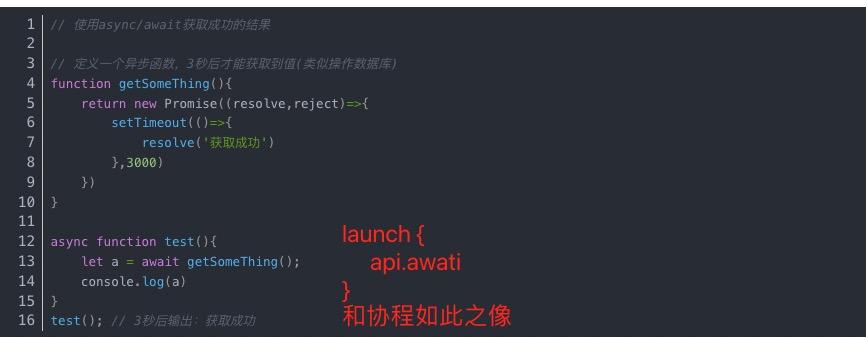 1 // 使用async/await获取成功的结果
2
3 // 定义一个异步函数，3秒后才能获取到值(类似操作数据库)
4 function getSomeThing(){
5     return new Promise((resolve,reject)=>{
6         setTimeout(()=>{
7             resolve('获取成功')
8         },3000)
9     })
10 }
11
12 async function test(){
13     let a = await getSomeThing();
14     console.log(a)
15 }
16 test(); // 3秒后输出：获取成功
launch {
api.awati
}
和协程如此之像